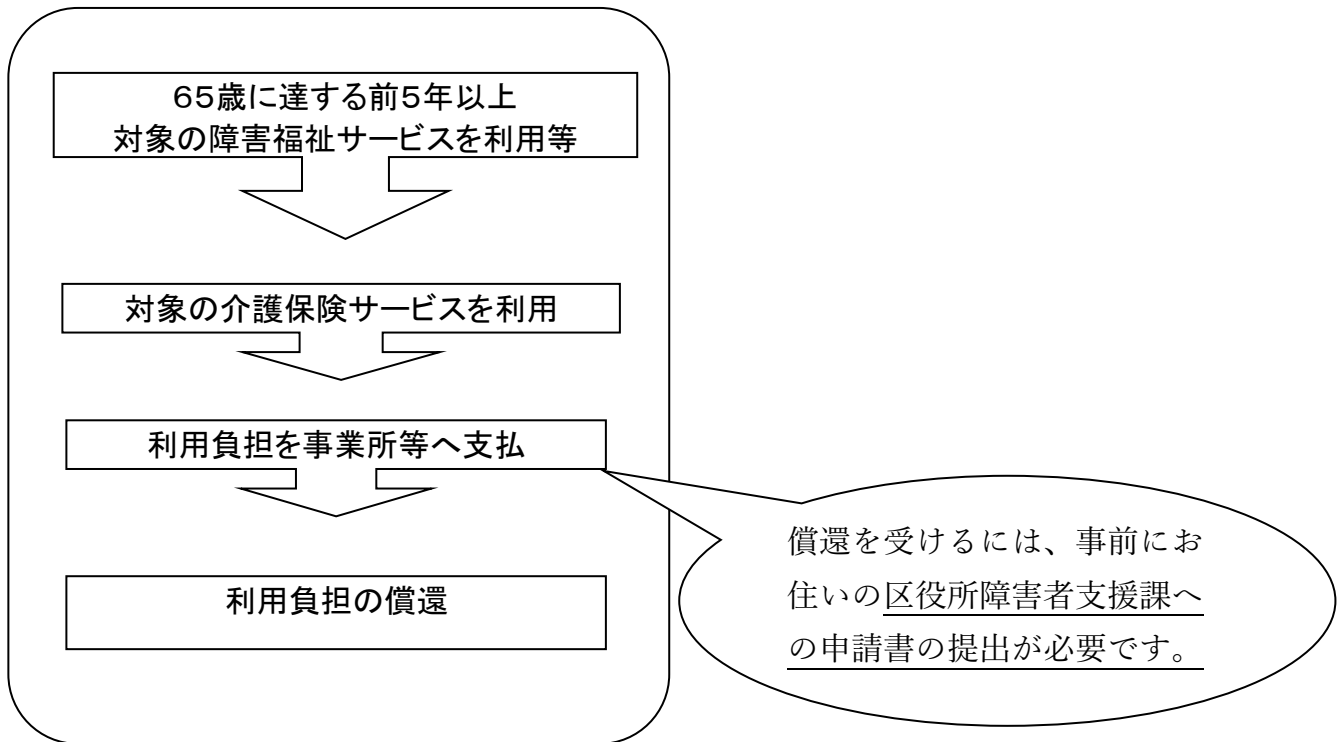 65歳に達する前5年以上
対象の障害福祉サービスを利用等
対象の介護保険サービスを利用
利用負担を事業所等へ支払
利用負担の償還
償還を受けるには、事前にお
住いの区役所障害者支援課へ
の申請書の提出が必要です。